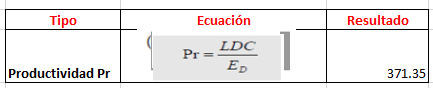 Tipo Ecuación Resultado
Productividad Pr Pr = LDC / E_D 371.35